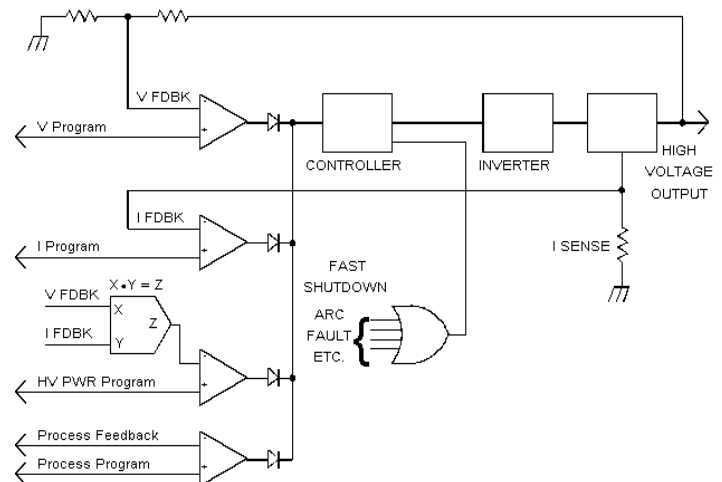 V FDBK
-
+
V Program
CONTROLLER
INVERTER
HIGH
VOLTAGE
OUTPUT
I FDBK
-
+
I Program
I SENSE
FAST
SHUTDOWN
ARC
FAULT
ETC.
X•Y = Z
V FDBK
X
Z
I FDBK
Y
-
+
HV PWR Program
Process Feedback
-
+
Process Program